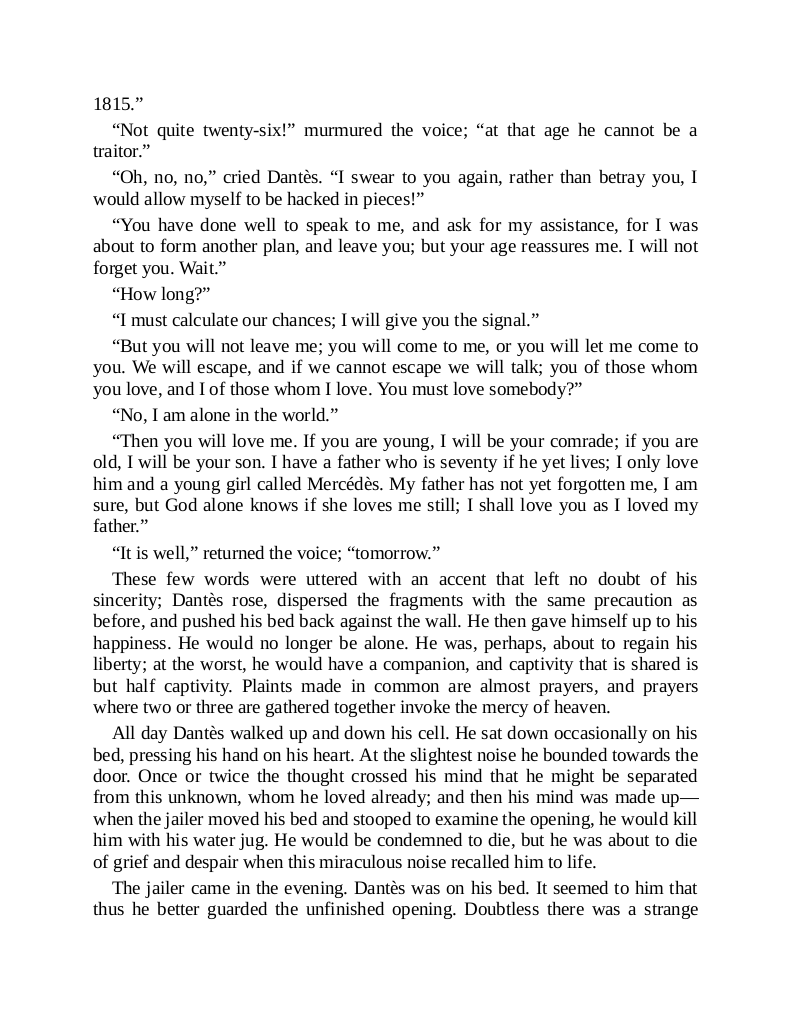 1815.”
“Not quite twenty-six!” murmured the voice; “at that age he cannot be a
traitor.”
“Oh, no, no,” cried Dantès. “I swear to you again, rather than betray you, I
would allow myself to be hacked in pieces!”
“You have done well to speak to me, and ask for my assistance, for I was
about to form another plan, and leave you; but your age reassures me. I will not
forget you. Wait.”
“How long?”
“I must calculate our chances; I will give you the signal.”
“But you will not leave me; you will come to me, or you will let me come to
you. We will escape, and if we cannot escape we will talk; you of those whom
you love, and I of those whom I love. You must love somebody?”
“No, I am alone in the world.”
“Then you will love me. If you are young, I will be your comrade; if you are
old, I will be your son. I have a father who is seventy if he yet lives; I only love
him and a young girl called Mercédès. My father has not yet forgotten me, I am
sure, but God alone knows if she loves me still; I shall love you as I loved my
father.”
“It is well,” returned the voice; “tomorrow.”
These few words were uttered with an accent that left no doubt of his
sincerity; Dantès rose, dispersed the fragments with the same precaution as
before, and pushed his bed back against the wall. He then gave himself up to his
happiness. He would no longer be alone. He was, perhaps, about to regain his
liberty; at the worst, he would have a companion, and captivity that is shared is
but half captivity. Plaints made in common are almost prayers, and prayers
where two or three are gathered together invoke the mercy of heaven.
All day Dantès walked up and down his cell. He sat down occasionally on his
bed, pressing his hand on his heart. At the slightest noise he bounded towards the
door. Once or twice the thought crossed his mind that he might be separated
from this unknown, whom he loved already; and then his mind was made up—
when the jailer moved his bed and stooped to examine the opening, he would kill
him with his water jug. He would be condemned to die, but he was about to die
of grief and despair when this miraculous noise recalled him to life.
The jailer came in the evening. Dantès was on his bed. It seemed to him that
thus he better guarded the unfinished opening. Doubtless there was a strange